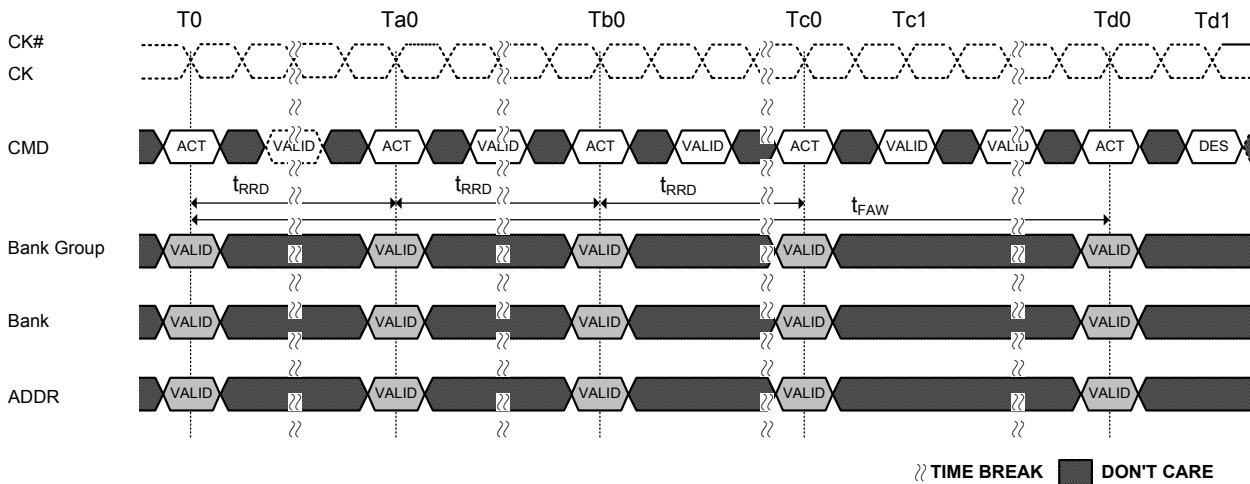 T0 Ta0 Tb0 Tc0 Tc1 Td0 Td1
CK#
CK
CMD ACT VALID ACT VALID ACT VALID ACT VALID VALID ACT DES
tRRD tRRD tRRD
tFAW
Bank Group VALID VALID VALID VALID VALID
Bank VALID VALID VALID VALID VALID
ADDR VALID VALID VALID VALID VALID
TIME BREAK DON'T CARE